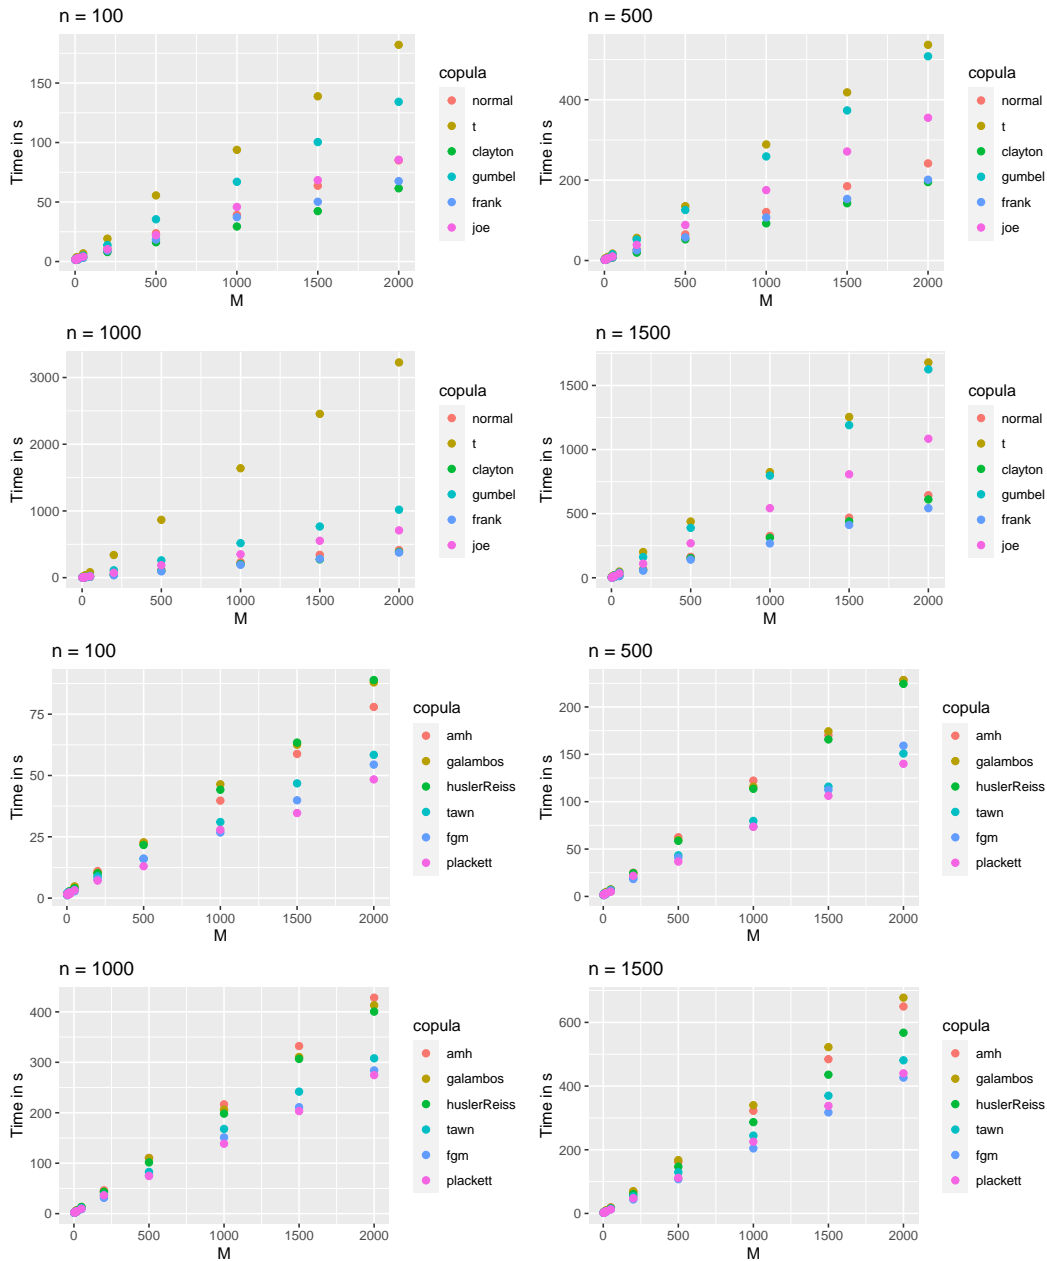 n = 100
150
100
50
0
0 500 1000 1500 2000
M
Time in s
copula
normal
t
clayton
gumbel
frank
joe
n = 500
400
200
0
0 500 1000 1500 2000
M
Time in s
copula
normal
t
clayton
gumbel
frank
joe
n = 1000
3000
2000
1000
0
0 500 1000 1500 2000
M
Time in s
copula
normal
t
clayton
gumbel
frank
joe
n = 1500
1500
1000
500
0
0 500 1000 1500 2000
M
Time in s
copula
normal
t
clayton
gumbel
frank
joe
n = 100
75
50
25
0
0 500 1000 1500 2000
M
Time in s
copula
amh
galambos
huslerReiss
tawn
fgm
plackett
n = 500
200
150
100
50
0
0 500 1000 1500 2000
M
Time in s
copula
amh
galambos
huslerReiss
tawn
fgm
plackett
n = 1000
400
300
200
100
0
0 500 1000 1500 2000
M
Time in s
copula
amh
galambos
huslerReiss
tawn
fgm
plackett
n = 1500
600
400
200
0
0 500 1000 1500 2000
M
Time in s
copula
amh
galambos
huslerReiss
tawn
fgm
plackett